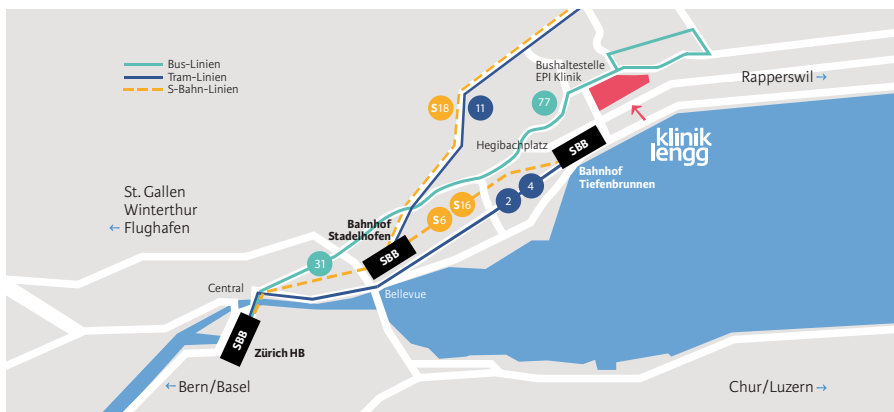 Bus-Linien
Tram-Linien
S-Bahn-Linien
Bushaltestelle
EPI Klinik
Rapperswil →
S18
11
77
klinik
lengg
Hegibachplatz
SBB
Bahnhof
Tiefenbrunnen
4
2
S16
S6
St. Gallen
Winterthur
← Flughafen
Bahnhof
Stadelhofen
SBB
31
Central
Bellevue
SBB
Zürich HB
← Bern/Basel
Chur/Luzern →